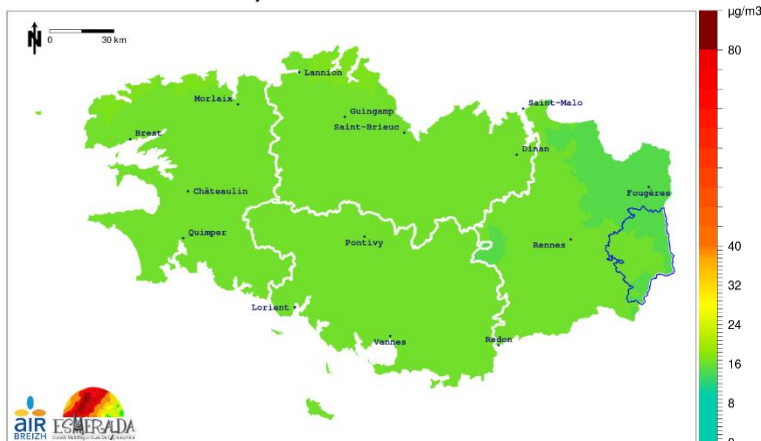 µg/m3
80
40
32
24
16
8
0
N
0 30 km
Lannion
Morlaix
Guingamp
Saint-Malo
Saint-Brieuc
Brest
Dinan
Châteaulin
Fougères
Quimper
Pontivy
Rennes
Lorient
Vannes
Redon
aiR
BREIZH
ESMERALDA